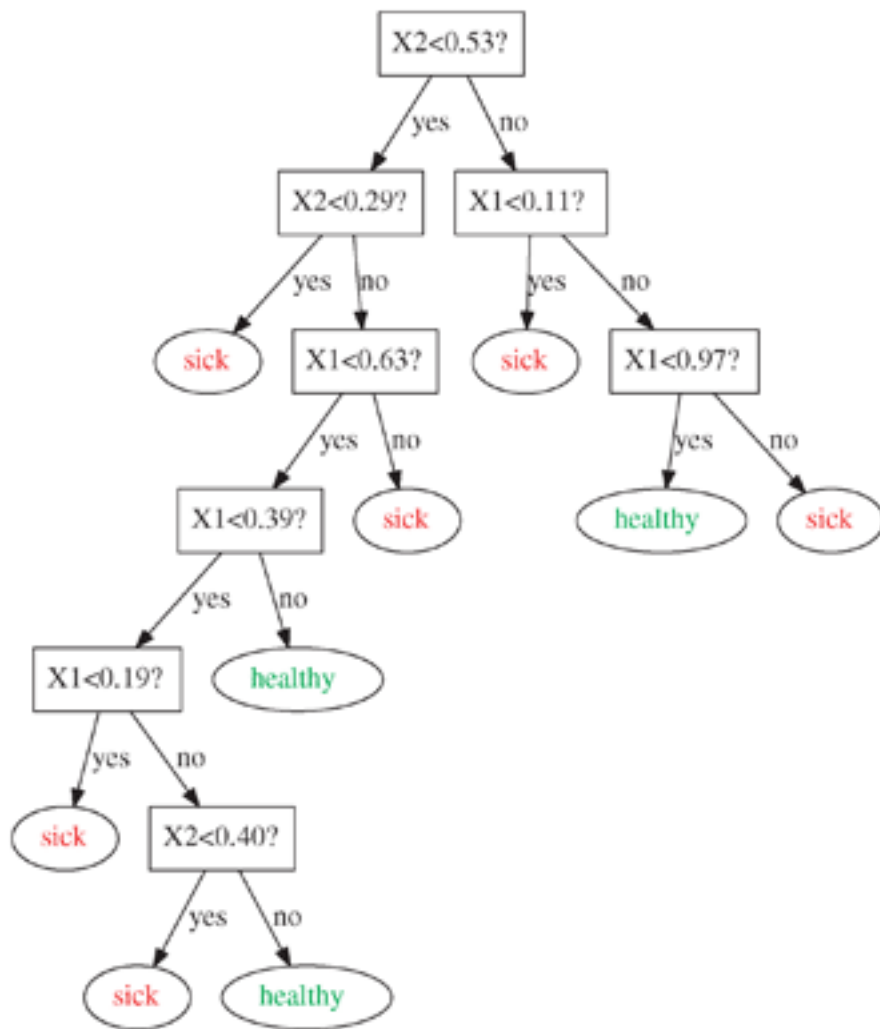 X2<0.53?
yes
no
X2<0.29?
X1<0.11?
yes
no
yes
no
sick
X1<0.63?
sick
X1<0.97?
yes
no
yes
no
X1<0.39?
sick
healthy
sick
yes
no
X1<0.19?
healthy
yes
no
sick
X2<0.40?
yes
no
sick
healthy